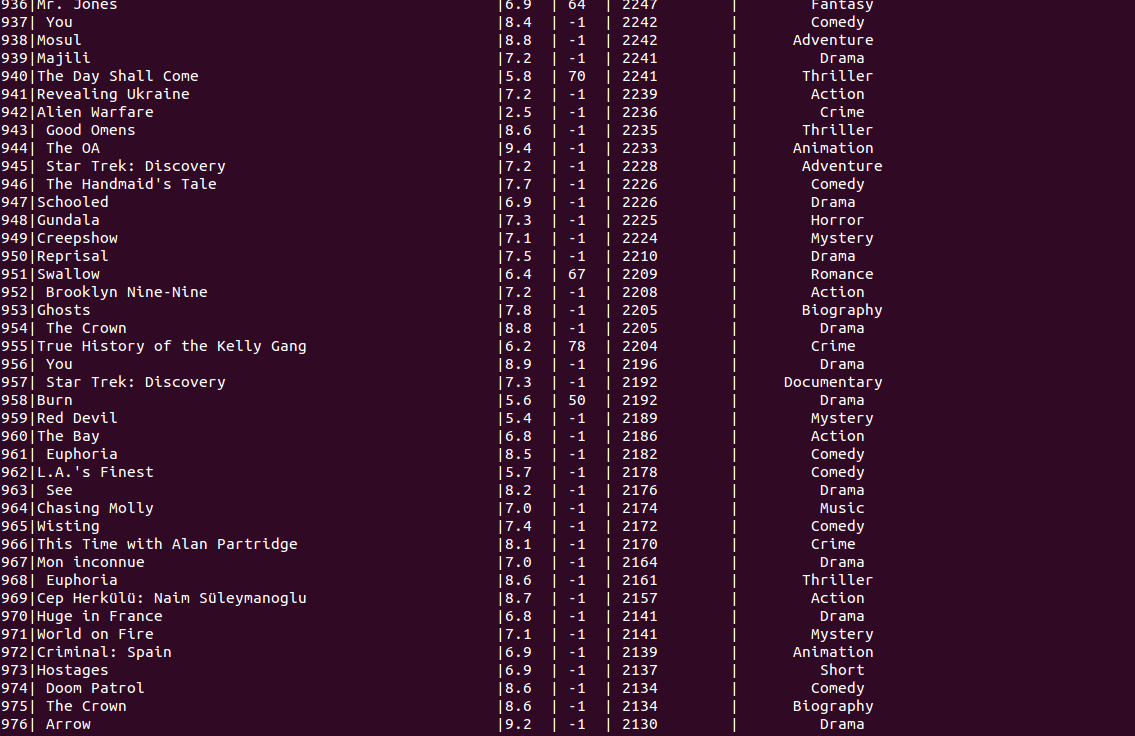 936|Mr. Jones |6.9 | 64 | 2247 | Fantasy
937| You |8.4 | -1 | 2242 | Comedy
938|Mosul |8.8 | -1 | 2242 | Adventure
939|Majili |7.2 | -1 | 2241 | Drama
940|The Day Shall Come |5.8 | 70 | 2241 | Thriller
941|Revealing Ukraine |7.2 | -1 | 2239 | Action
942|Alien Warfare |2.5 | -1 | 2236 | Crime
943| Good Omens |8.6 | -1 | 2235 | Thriller
944| The OA |9.4 | -1 | 2233 | Animation
945| Star Trek: Discovery |7.2 | -1 | 2228 | Adventure
946| The Handmaid's Tale |7.7 | -1 | 2226 | Comedy
947|Schooled |6.9 | -1 | 2226 | Drama
948|Gundala |7.3 | -1 | 2225 | Horror
949|Creepshow |7.1 | -1 | 2224 | Mystery
950|Reprisal |7.5 | -1 | 2210 | Drama
951|Swallow |6.4 | 67 | 2209 | Romance
952| Brooklyn Nine-Nine |7.2 | -1 | 2208 | Action
953|Ghosts |7.8 | -1 | 2205 | Biography
954| The Crown |8.8 | -1 | 2205 | Drama
955|True History of the Kelly Gang |6.2 | 78 | 2204 | Crime
956| You |8.9 | -1 | 2196 | Drama
957| Star Trek: Discovery |7.3 | -1 | 2192 | Documentary
958|Burn |5.6 | 50 | 2192 | Drama
959|Red Devil |5.4 | -1 | 2189 | Mystery
960|The Bay |6.8 | -1 | 2186 | Action
961| Euphoria |8.5 | -1 | 2182 | Comedy
962|L.A.'s Finest |5.7 | -1 | 2178 | Comedy
963| See |8.2 | -1 | 2176 | Drama
964|Chasing Molly |7.0 | -1 | 2174 | Music
965|Wisting |7.4 | -1 | 2172 | Comedy
966|This Time with Alan Partridge |8.1 | -1 | 2170 | Crime
967|Mon inconnue |7.0 | -1 | 2164 | Drama
968| Euphoria |8.6 | -1 | 2161 | Thriller
969|Cep Herkülü: Naim Süleymanoglu |8.7 | -1 | 2157 | Action
970|Huge in France |6.8 | -1 | 2141 | Drama
971|World on Fire |7.1 | -1 | 2141 | Mystery
972|Criminal: Spain |6.9 | -1 | 2139 | Animation
973|Hostages |6.9 | -1 | 2137 | Short
974| Doom Patrol |8.6 | -1 | 2134 | Comedy
975| The Crown |8.6 | -1 | 2134 | Biography
976| Arrow |9.2 | -1 | 2130 | Drama